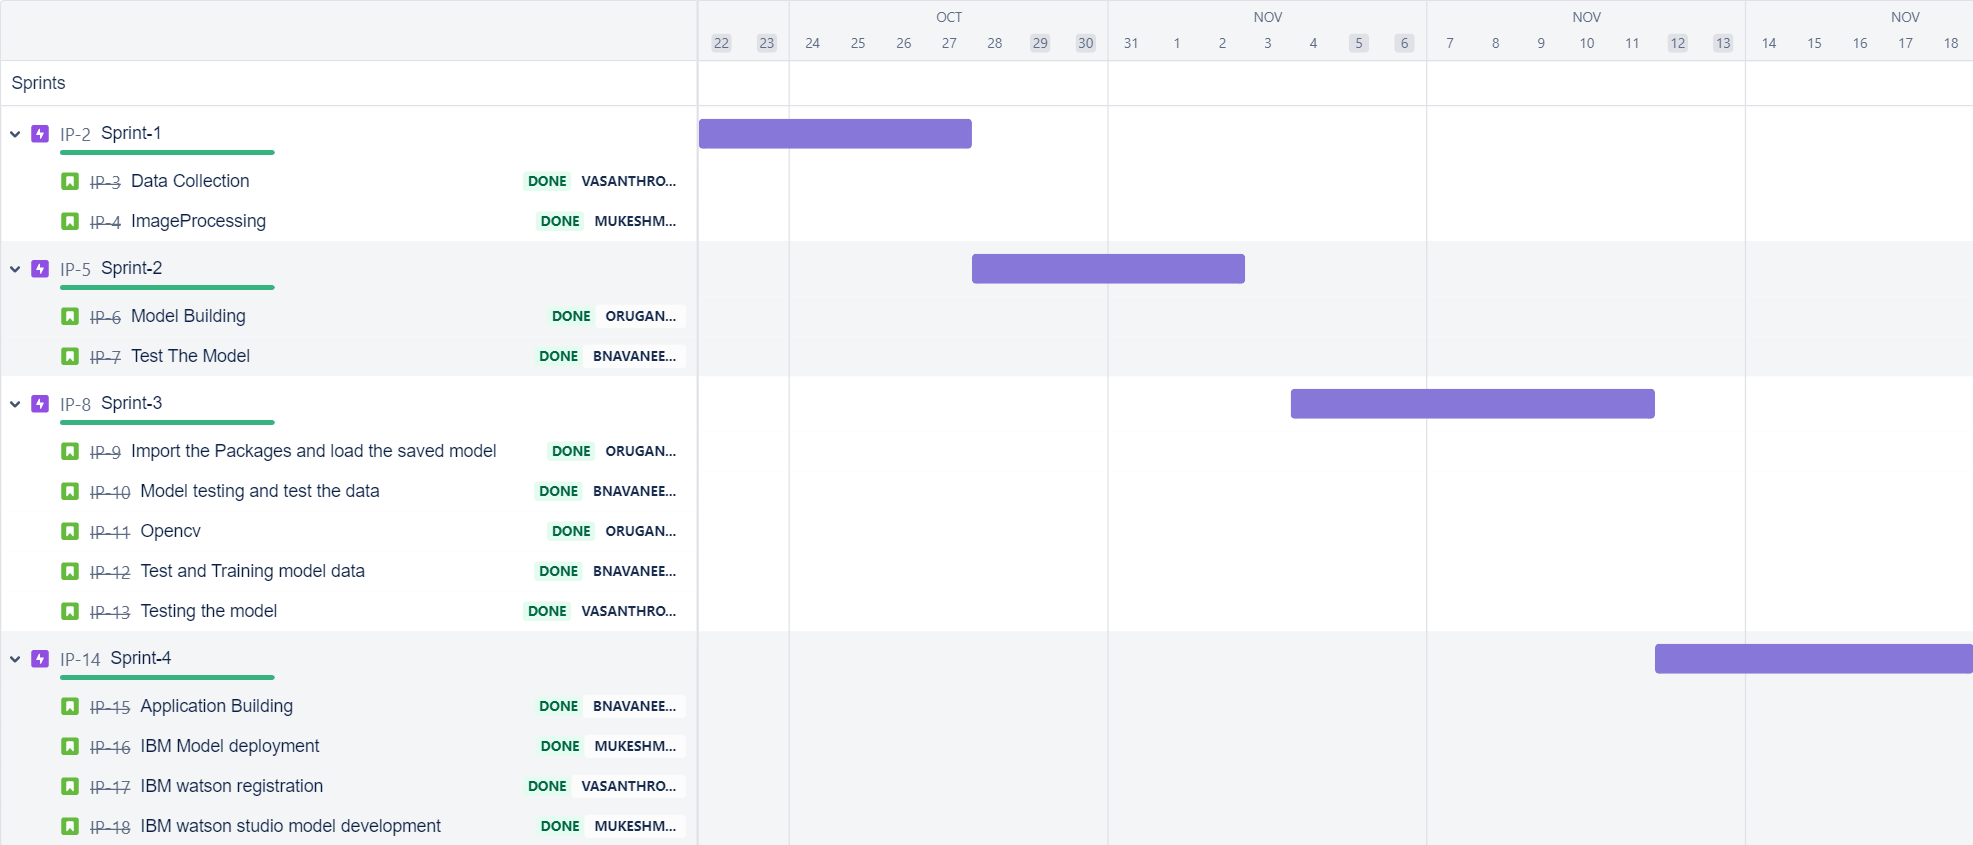 OCT NOV NOV NOV
22 23 24 25 26 27 28 29 30 31 1 2 3 4 5 6 7 8 9 10 11 12 13 14 15 16 17 18
Sprints
IP-2 Sprint-1
IP-3 Data Collection DONE VASANTHRO...
IP-4 ImageProcessing DONE MUKESHM...
IP-5 Sprint-2
IP-6 Model Building DONE ORUGAN...
IP-7 Test The Model DONE BNAVANEE...
IP-8 Sprint-3
IP-9 Import the Packages and load the saved model DONE ORUGAN...
IP-10 Model testing and test the data DONE BNAVANEE...
IP-11 Opencv DONE ORUGAN...
IP-12 Test and Training model data DONE BNAVANEE...
IP-13 Testing the model DONE VASANTHRO...
IP-14 Sprint-4
IP-15 Application Building DONE BNAVANEE...
IP-16 IBM Model deployment DONE MUKESHM...
IP-17 IBM watson registration DONE VASANTHRO...
IP-18 IBM watson studio model development DONE MUKESHM...